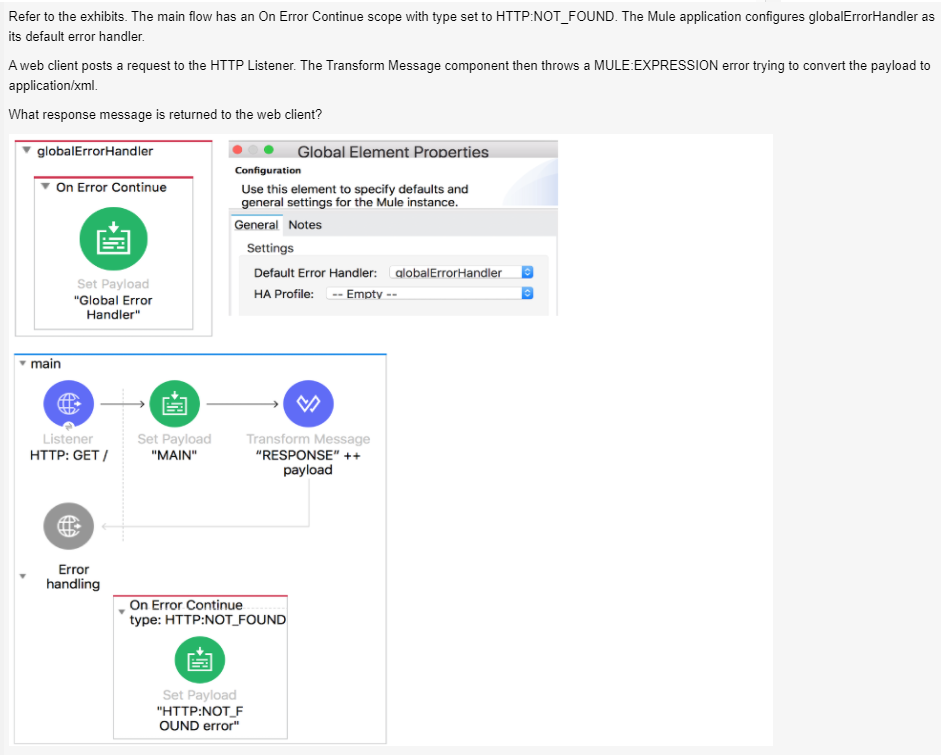 Refer to the exhibits. The main flow has an On Error Continue scope with type set to HTTP:NOT_FOUND. The Mule application configures globalErrorHandler as
its default error handler.
A web client posts a request to the HTTP Listener. The Transform Message component then throws a MULE:EXPRESSION error trying to convert the payload to
application/xml.
What response message is returned to the web client?
globalErrorHandler
On Error Continue
Set Payload
"Global Error
Handler"
Global Element Properties
Configuration
Use this element to specify defaults and
general settings for the Mule instance.
General Notes
Settings
Default Error Handler: globalErrorHandler
HA Profile: -- Empty --
main
Listener
HTTP: GET /
Set Payload
"MAIN"
Transform Message
"RESPONSE" ++
payload
Error
handling
On Error Continue
type: HTTP:NOT_FOUND
Set Payload
"HTTP:NOT_F
OUND error"